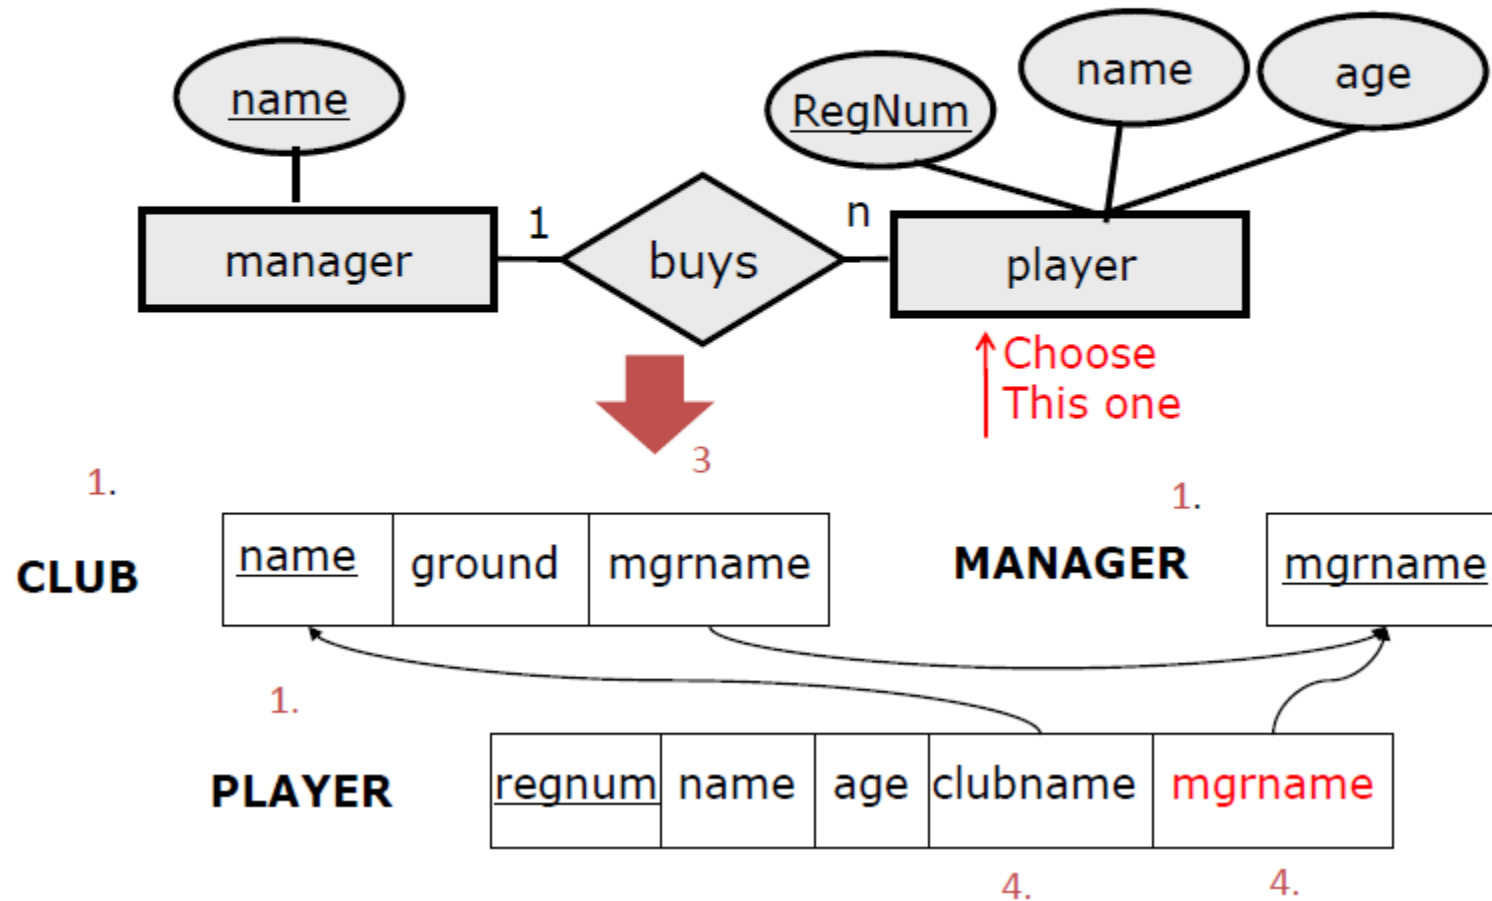 name
RegNum
name
age
manager
1
buys
n
player
Choose
This one
3
1.
1.
CLUB
name
ground
mgrname
MANAGER
mgrname
1.
PLAYER
regnum
name
age
clubname
mgrname
4.
4.